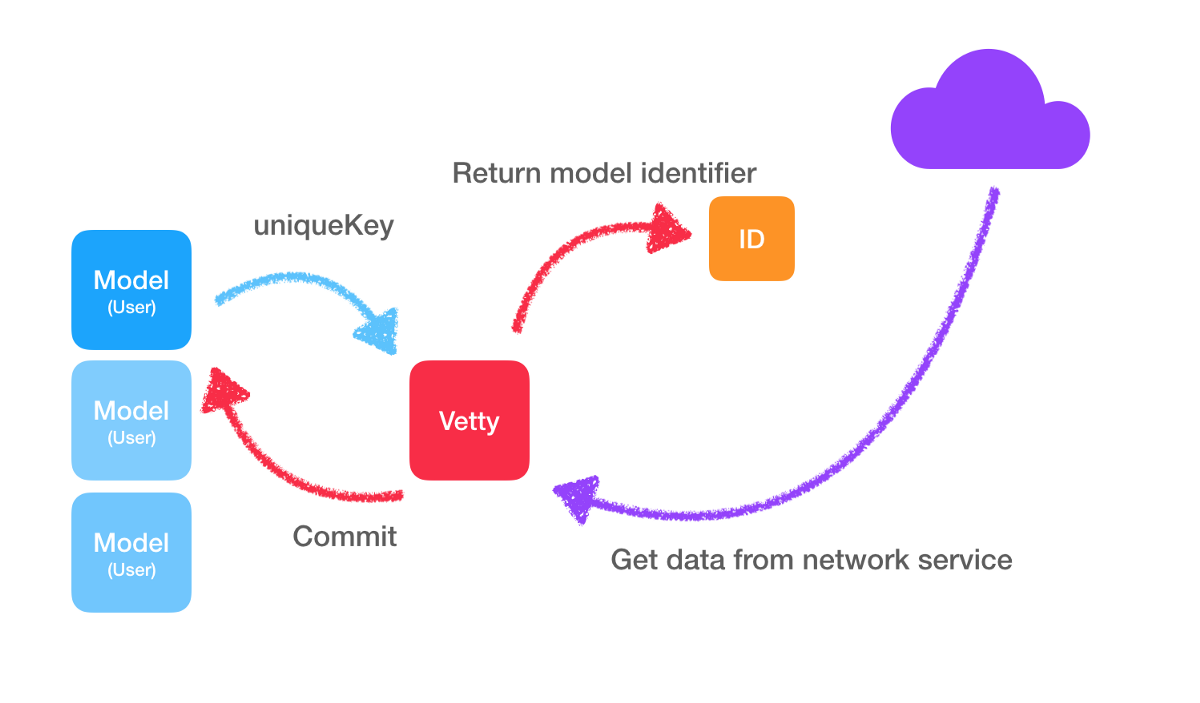 Return model identifier
uniqueKey
ID
Model
(User)
Model
(User)
Vetty
Commit
Model
(User)
Get data from network service